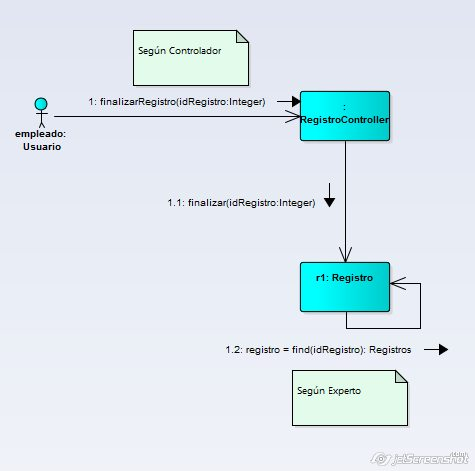 Según Controlador
1: finalizarRegistro(idRegistro:Integer)
:
RegistroController
empleado:
Usuario
1.1: finalizar(idRegistro:Integer)
r1: Registro
1.2: registro = find(idRegistro): Registros
Según Experto
jetScreenshot